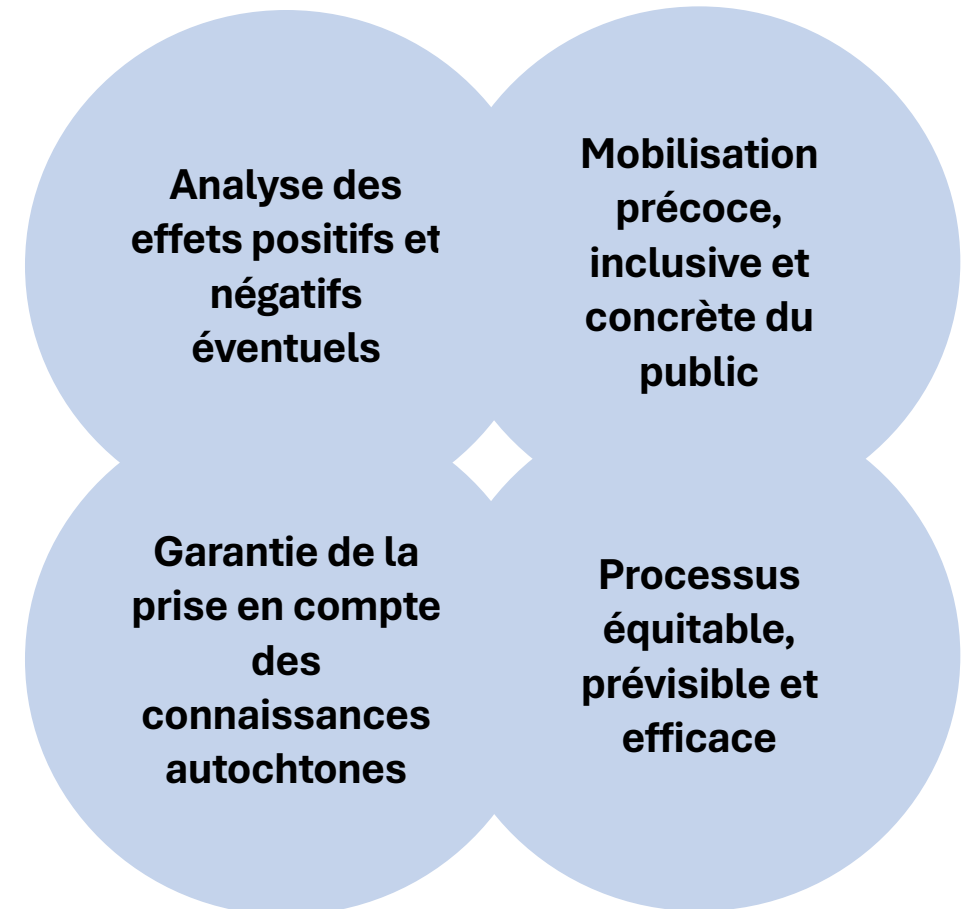 Analyse des
effets positifs et
négatifs
éventuels
Mobilisation
précoce,
inclusive et
concrète du
public
Garantie de la
prise en compte
des
connaissances
autochtones
Processus
équitable,
prévisible et
efficace